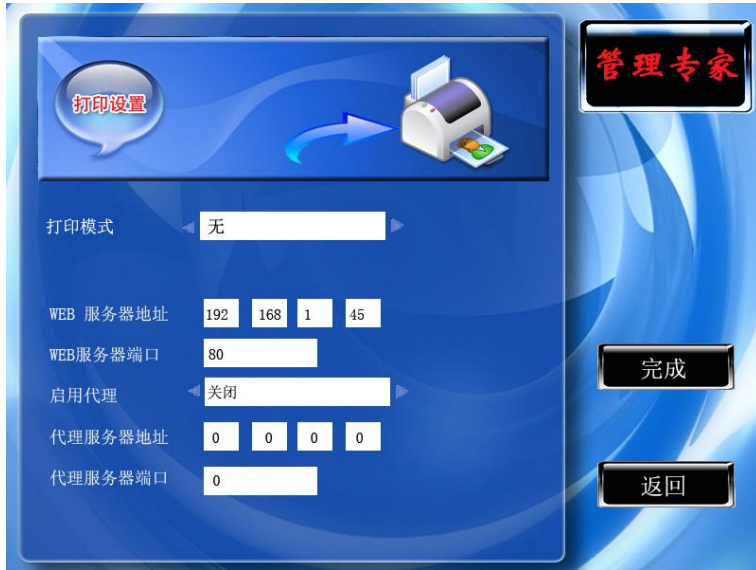 打印设置
管理专家
打印模式 无
WEB 服务器地址 192 168 1 45
WEB服务器端口 80
启用代理 关闭
代理服务器地址 0 0 0 0
代理服务器端口 0
完成
返回